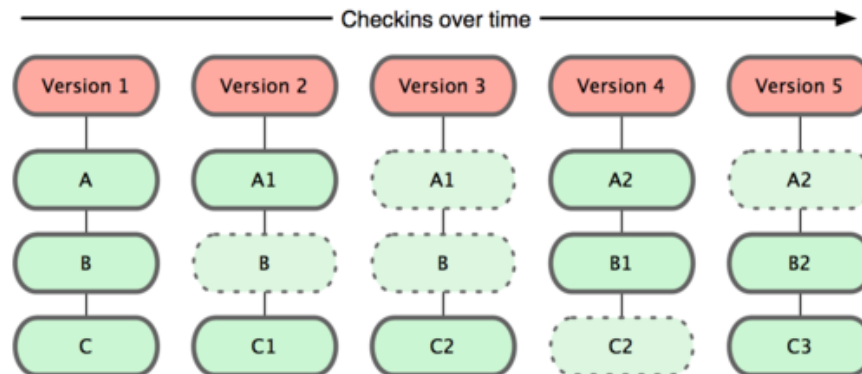 Checkins over time
Version 1 Version 2 Version 3 Version 4 Version 5
A A1 A1 A2 A2
B B B B1 B2
C C1 C2 C2 C3